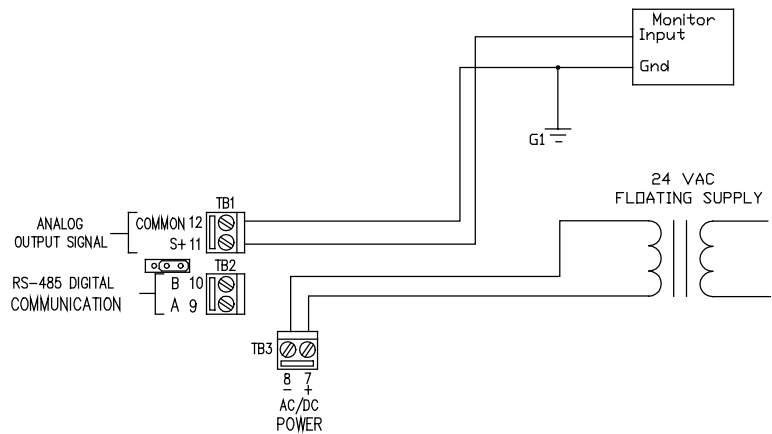 Monitor
Input
Gnd
G1
24 VAC
FLOATING SUPPLY
TB1
ANALOG
OUTPUT SIGNAL
COMMON 12
S+ 11
TB2
RS-485 DIGITAL
COMMUNICATION
B 10
A 9
TB3
8 7
- +
AC/DC
POWER